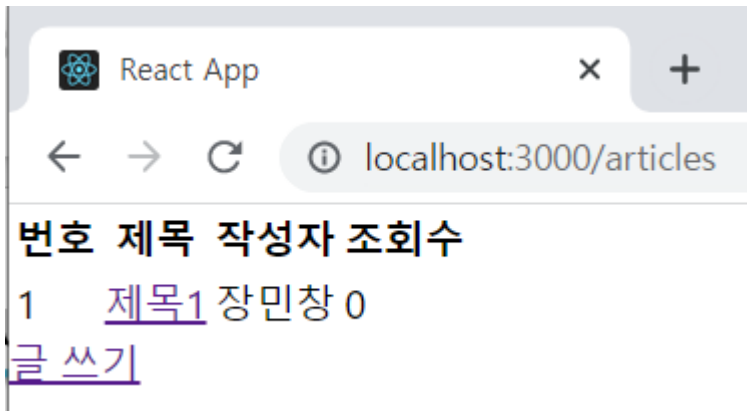 React App
localhost:3000/articles
번호 제목 작성자 조회수
1 제목1 장민창 0
글 쓰기